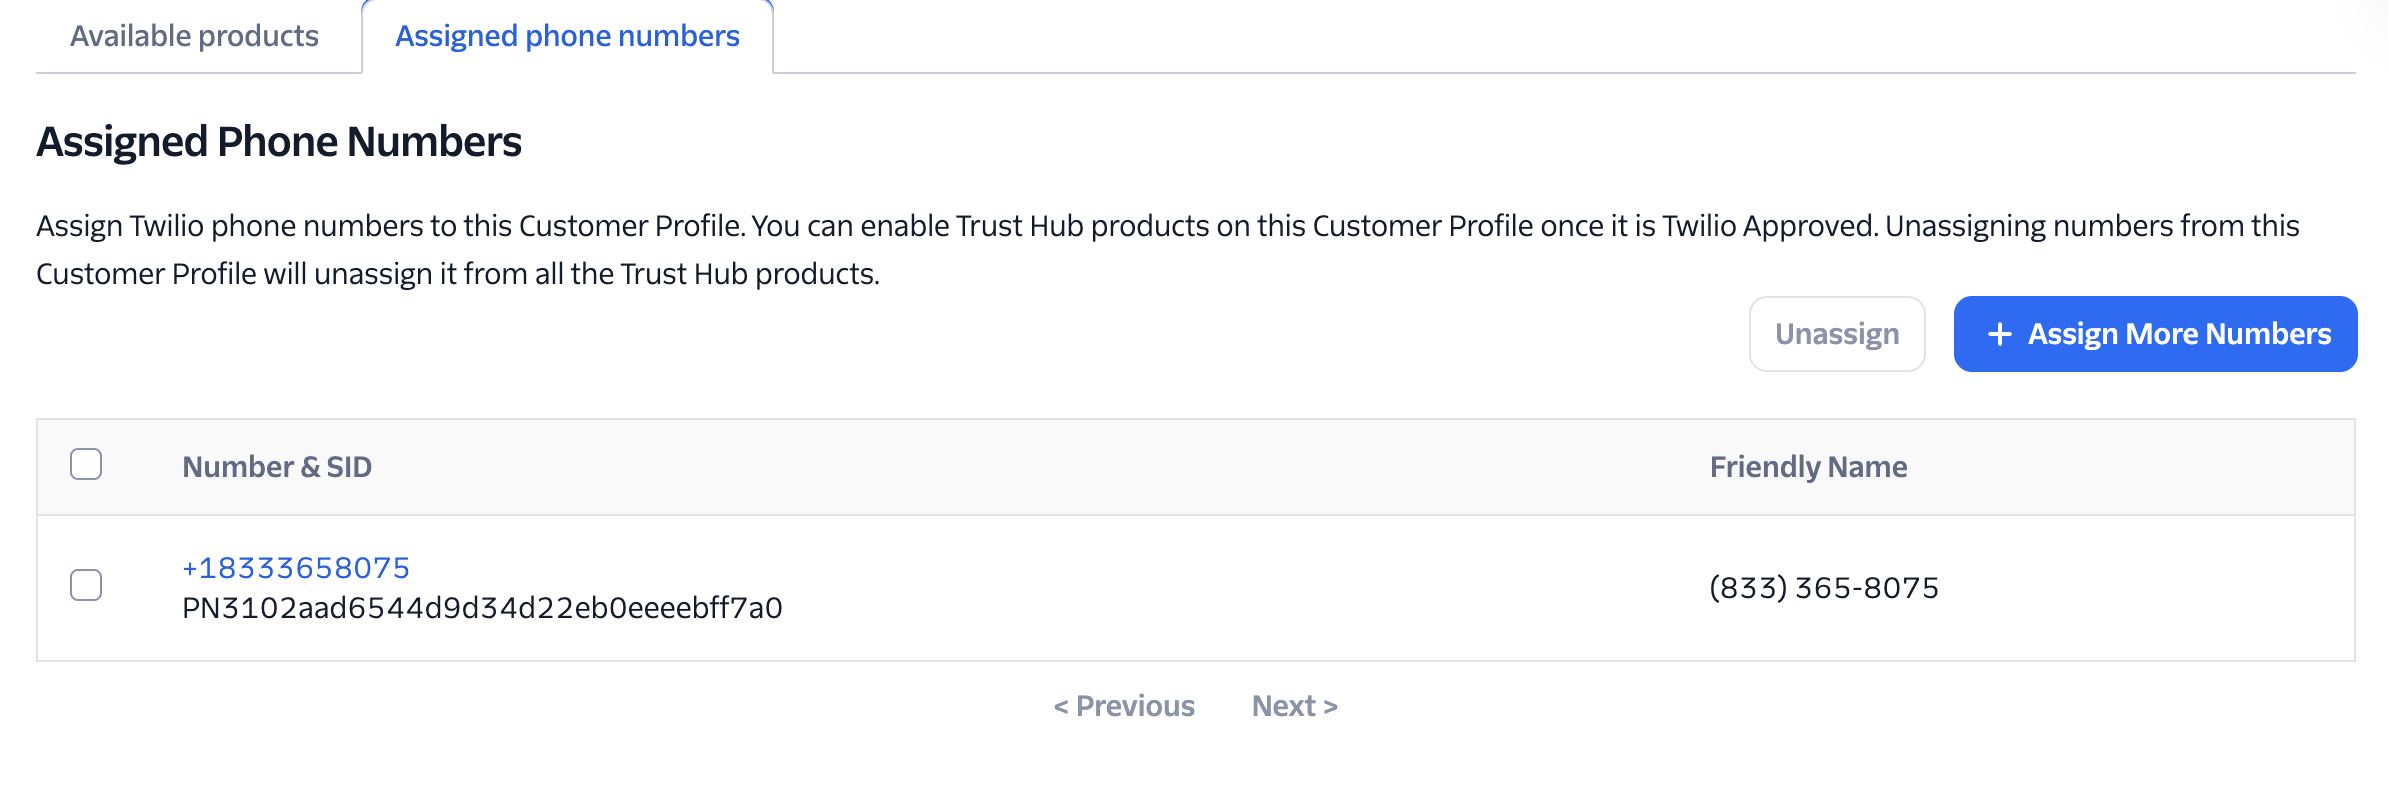 Available products
Assigned phone numbers
Assigned Phone Numbers
Assign Twilio phone numbers to this Customer Profile. You can enable Trust Hub products on this Customer Profile once it is Twilio Approved. Unassigning numbers from this
Customer Profile will unassign it from all the Trust Hub products.
Unassign
+ Assign More Numbers
Number & SID
Friendly Name
+18333658075
PN3102aad6544d9d34d22eb0eeeebff7a0
(833) 365-8075
< Previous
Next >